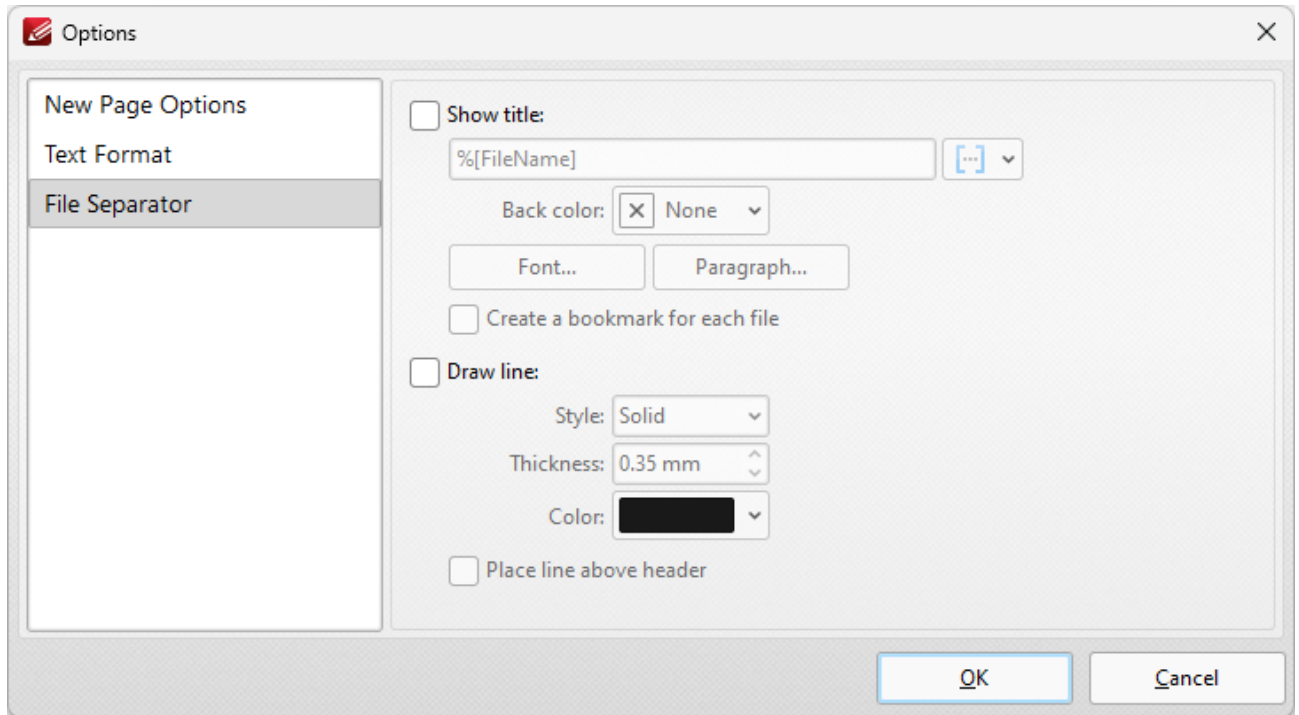 Options
New Page Options
Text Format
File Separator
Show title:
%[FileName]
[...]
Back color: None
Font... Paragraph...
Create a bookmark for each file
Draw line:
Style: Solid
Thickness: 0.35 mm
Color:
Place line above header
OK Cancel